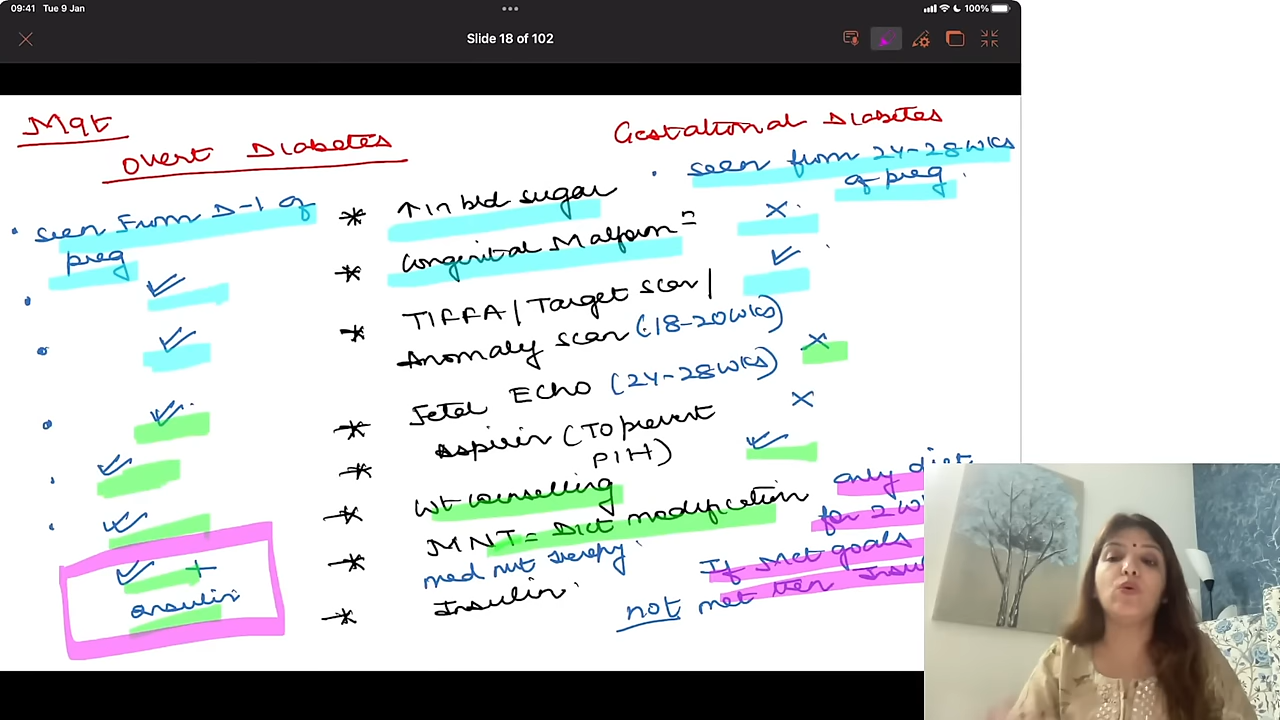 09:41 Tue 9 Jan
100%
Slide 18 of 102
Mgt
Overt Diabetes
Gestational Diabetes
• seen from D-1 of preg
* ↑ in bld sugar
• seen from 24-28 wks of preg
• ✓
* Congenital Malform =
×
• ✓
* TIFFA / Target scan /
Anomaly scan (18-20 wks)
✓
• ✓
* Fetal Echo (24-28 wks)
×
• ✓
* Aspirin (To prevent
PIH)
×
• ✓
* Wt counselling
✓
✓ +
insulin
* MNT = Diet modification
med nut therapy
only diet
for 2 w
* Insulin
If Met goals
not met then Insu